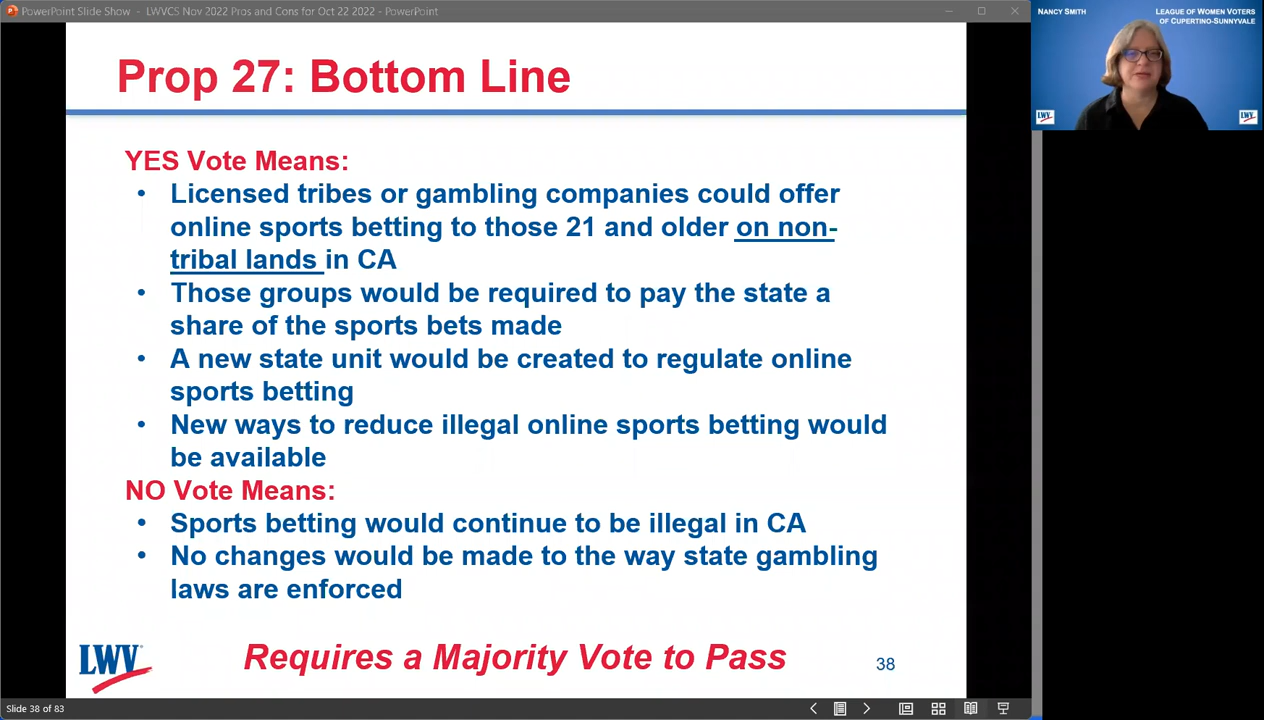 PowerPoint Slide Show - LWVCS Nov 2022 Pros and Cons for Oct 22 2022 - PowerPoint
NANCY SMITH
LEAGUE OF WOMEN VOTERS
OF CUPERTINO-SUNNYVALE
LWV
LWV
Prop 27: Bottom Line
YES Vote Means:
• Licensed tribes or gambling companies could offer
online sports betting to those 21 and older on non-
tribal lands in CA
• Those groups would be required to pay the state a
share of the sports bets made
• A new state unit would be created to regulate online
sports betting
• New ways to reduce illegal online sports betting would
be available
NO Vote Means:
• Sports betting would continue to be illegal in CA
• No changes would be made to the way state gambling
laws are enforced
LWV
Requires a Majority Vote to Pass
38
Slide 38 of 83